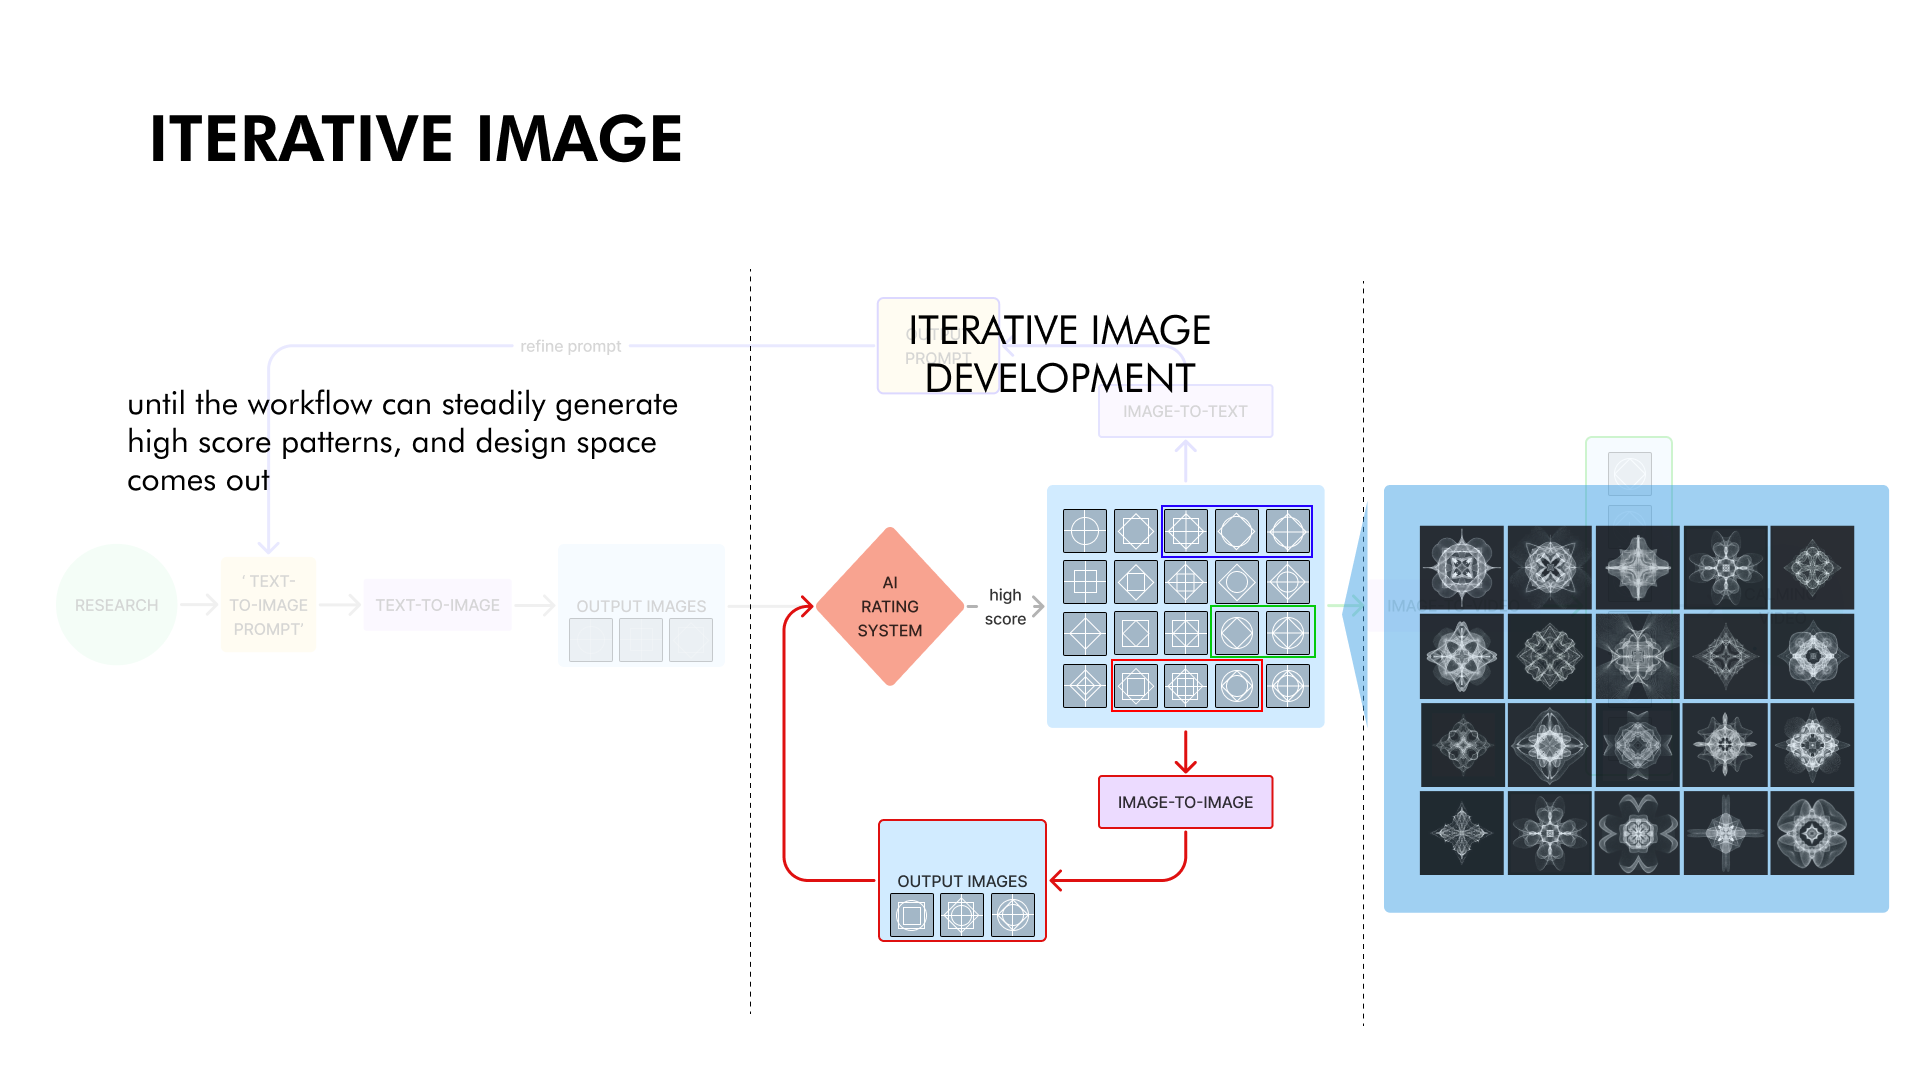 ITERATIVE IMAGE
ITERATIVE IMAGE
DEVELOPMENT
refine prompt
OUTPUT
PROMPT
IMAGE-TO-TEXT
until the workflow can steadily generate
high score patterns, and design space
comes out
RESEARCH
' TEXT-
TO-IMAGE
PROMPT'
TEXT-TO-IMAGE
OUTPUT IMAGES
AI
RATING
SYSTEM
high
score
IMAGE-TO-IMAGE
OUTPUT IMAGES